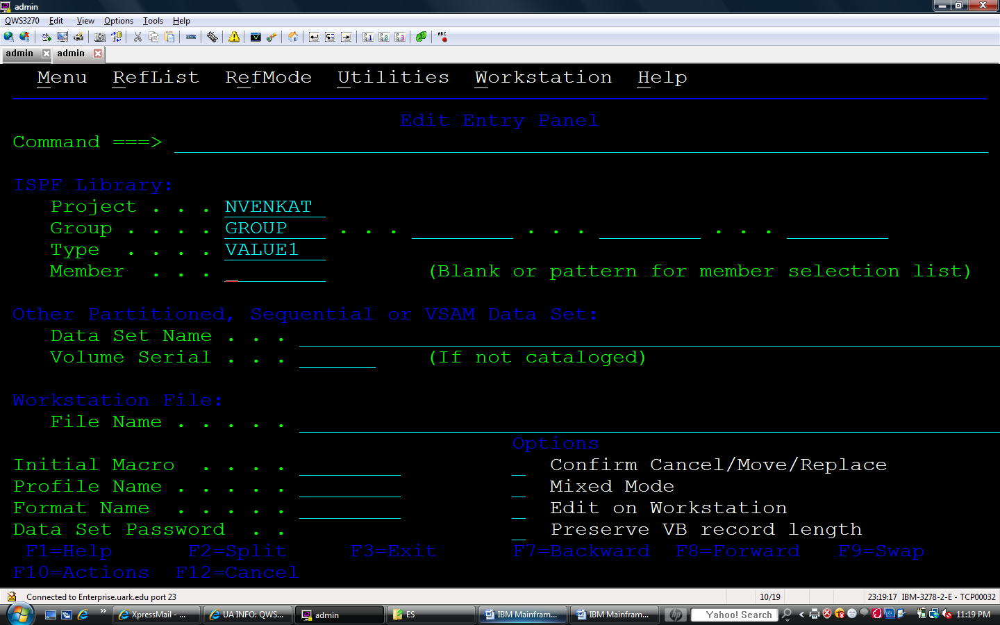 admin
QWS3270 Edit View Options Tools Help
admin admin
Menu RefList RefMode Utilities Workstation Help
Edit Entry Panel
Command ===>
ISPF Library:
Project . . . NVENKAT
Group . . . . GROUP . . . . . . . . .
Type . . . . VALUE1
Member . . . (Blank or pattern for member selection list)
Other Partitioned, Sequential or VSAM Data Set:
Data Set Name . . .
Volume Serial . . . (If not cataloged)
Workstation File:
File Name . . . . .
Options
Initial Macro . . . . Confirm Cancel/Move/Replace
Profile Name . . . . . Mixed Mode
Format Name . . . . . Edit on Workstation
Data Set Password . . Preserve VB record length
F1=Help F2=Split F3=Exit F7=Backward F8=Forward F9=Swap
F10=Actions F12=Cancel
Connected to Enterprise.uark.edu port 23 10/19 23:19:17 IBM-3278-2-E - TCP00032
XpressMail - ... UA INFO: QWS... admin ES IBM Mainfram... IBM Mainfram... hp Yahoo! Search 11:19 PM